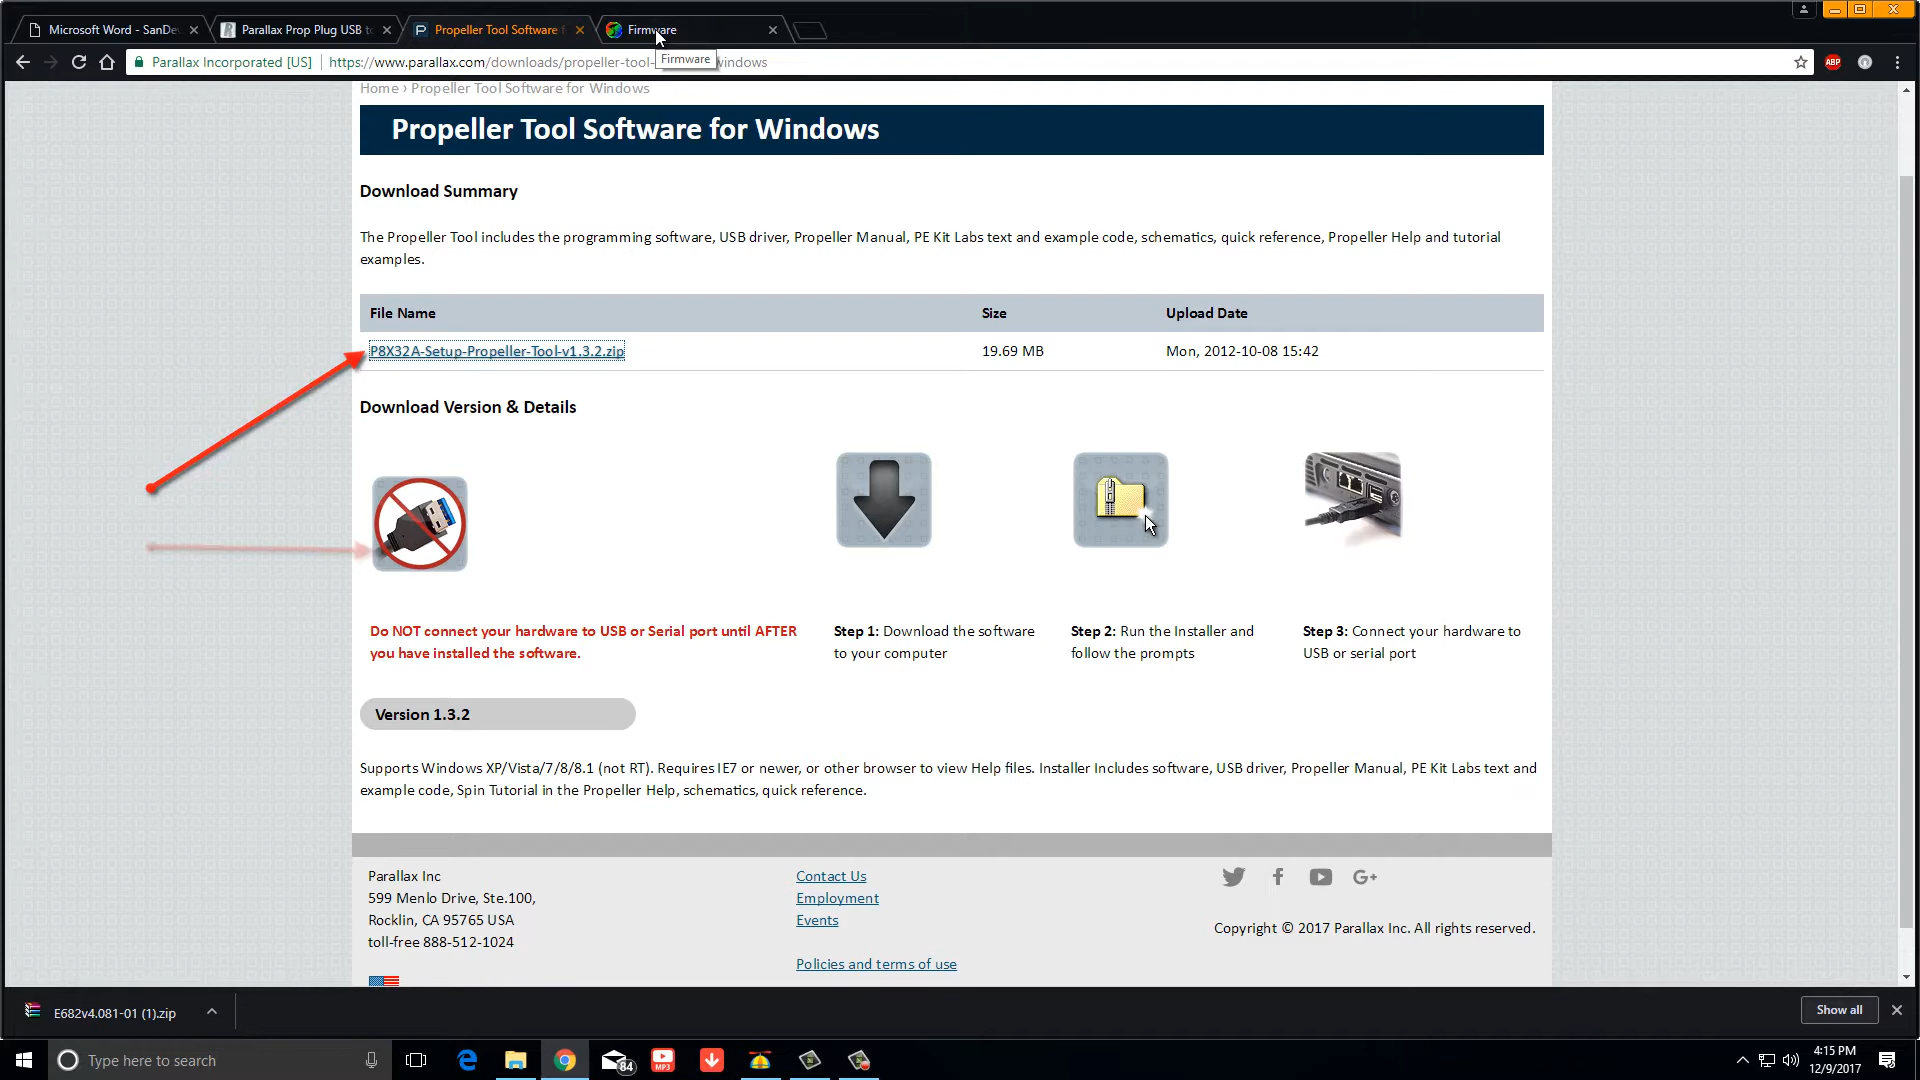 Microsoft Word - SanDe
Parallax Prop Plug USB to
Propeller Tool Software f
Firmware
Parallax Incorporated [US]
https://www.parallax.com/downloads/propeller-tool-
windows
Firmware
ABP
Home › Propeller Tool Software for Windows
Propeller Tool Software for Windows
Download Summary
The Propeller Tool includes the programming software, USB driver, Propeller Manual, PE Kit Labs text and example code, schematics, quick reference, Propeller Help and tutorial
examples.
File Name
Size
Upload Date
P8X32A-Setup-Propeller-Tool-v1.3.2.zip
19.69 MB
Mon, 2012-10-08 15:42
Download Version & Details
Do NOT connect your hardware to USB or Serial port until AFTER
you have installed the software.
Step 1: Download the software
to your computer
Step 2: Run the Installer and
follow the prompts
Step 3: Connect your hardware to
USB or serial port
Version 1.3.2
Supports Windows XP/Vista/7/8/8.1 (not RT). Requires IE7 or newer, or other browser to view Help files. Installer Includes software, USB driver, Propeller Manual, PE Kit Labs text and
example code, Spin Tutorial in the Propeller Help, schematics, quick reference.
Parallax Inc
599 Menlo Drive, Ste.100,
Rocklin, CA 95765 USA
toll-free 888-512-1024
Contact Us
Employment
Events
Policies and terms of use
G+
Copyright © 2017 Parallax Inc. All rights reserved.
E682v4.081-01 (1).zip
Show all
Type here to search
84
MP3
4:15 PM
12/9/2017